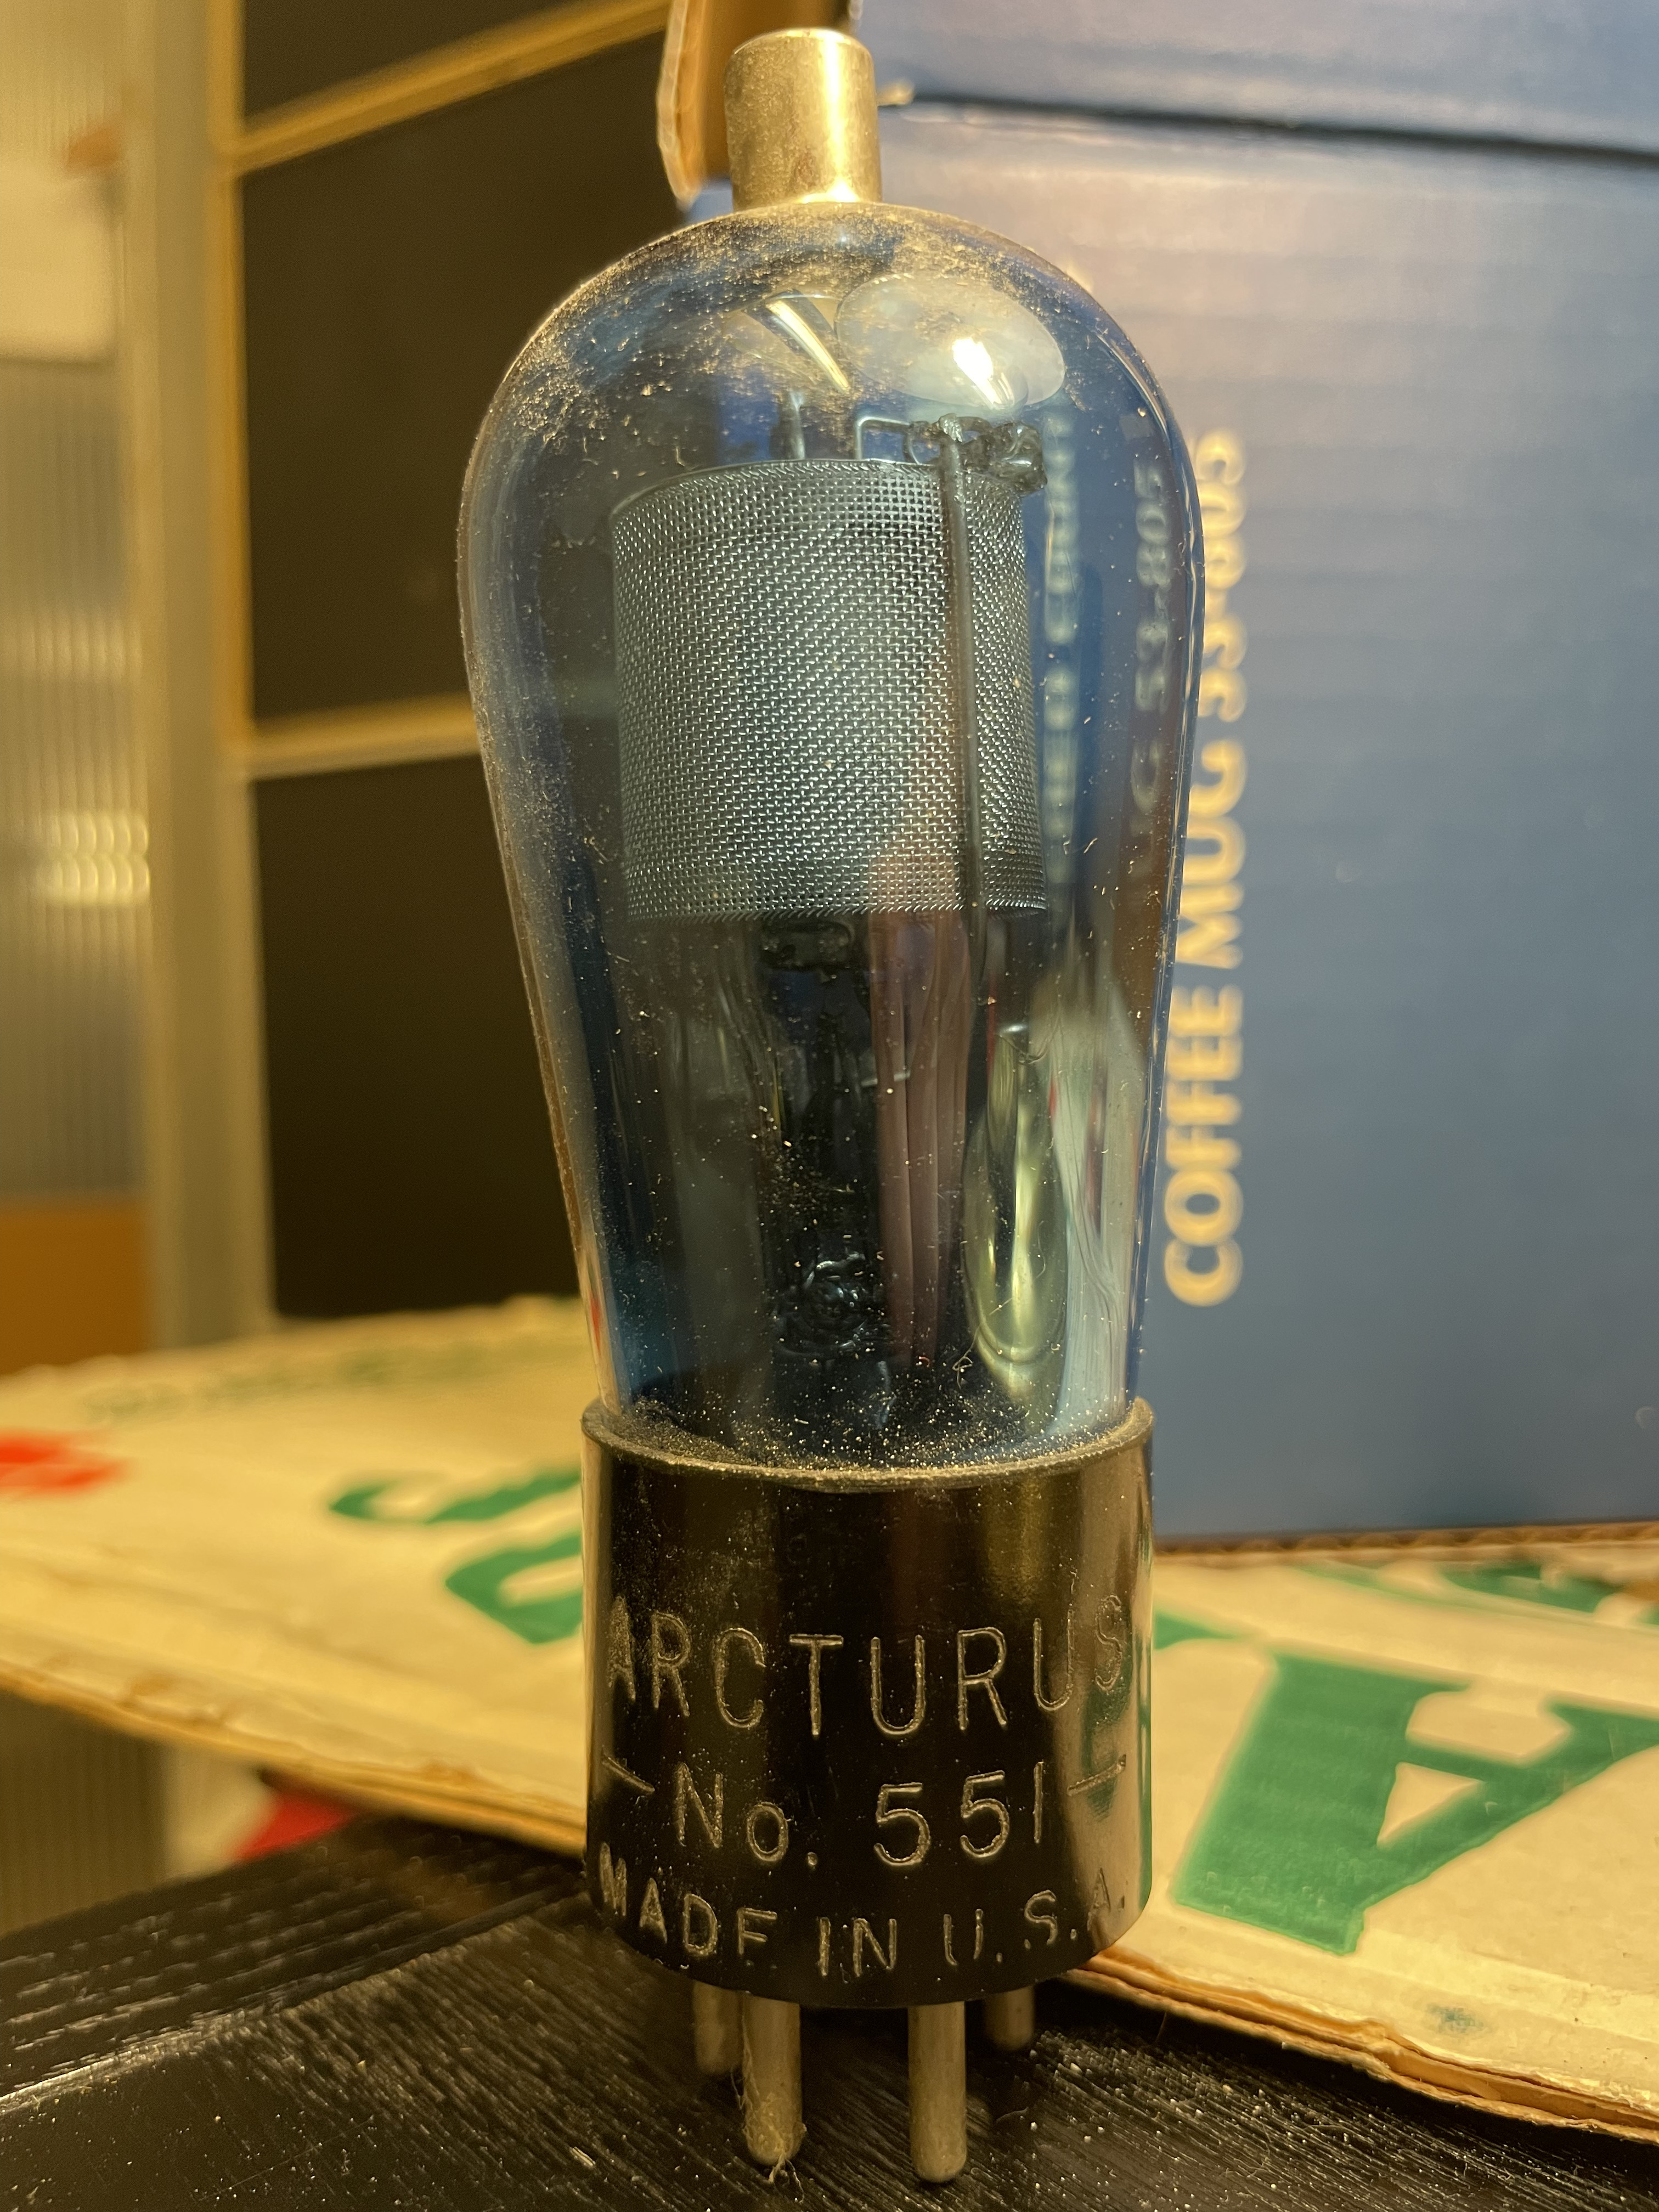 COFFEE MUG 53-805
ARCTURUS
-No. 551-
MADE IN U.S.A.